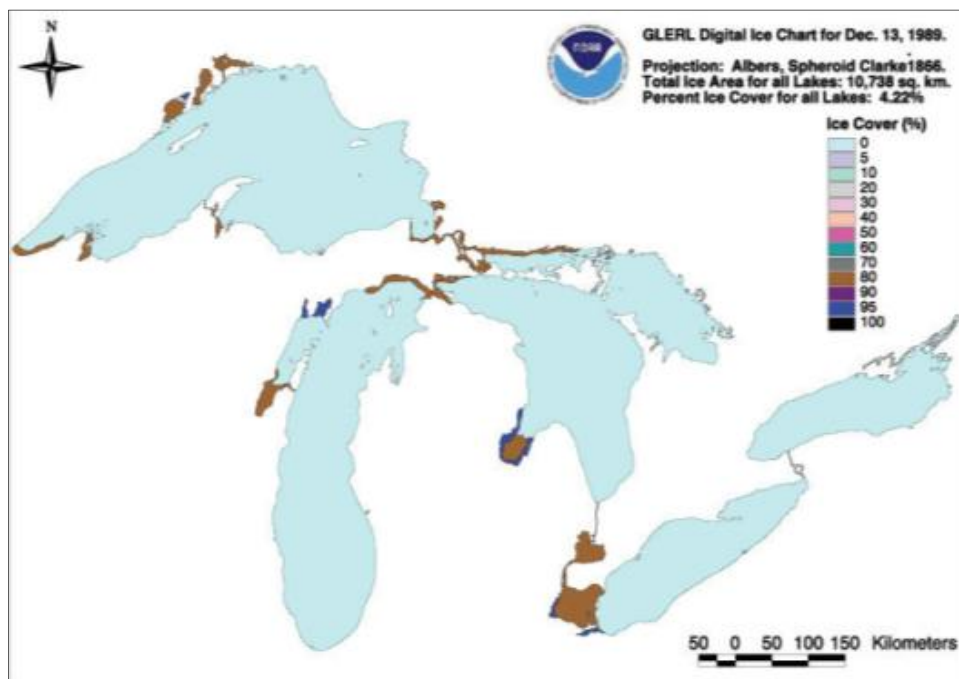 N
noaa
GLERL Digital Ice Chart for Dec. 13, 1989.
Projection: Albers, Spheroid Clarke1866.
Total Ice Area for all Lakes: 10,738 sq. km.
Percent Ice Cover for all Lakes: 4.22%
Ice Cover (%)
0
5
10
20
30
40
50
60
70
80
90
95
100
50 0 50 100 150 Kilometers